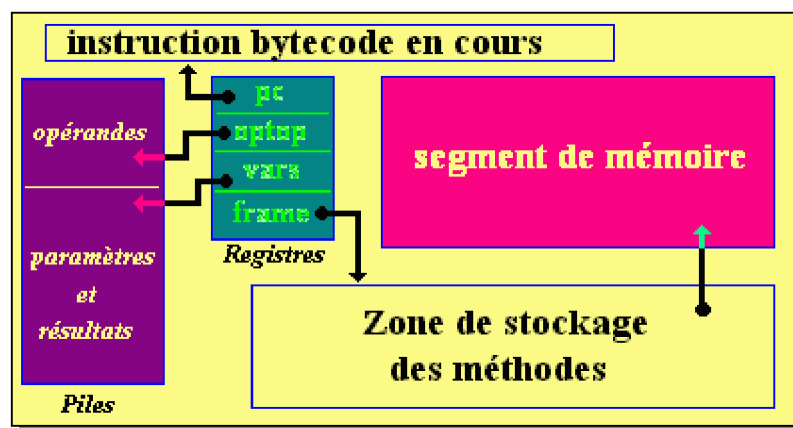 instruction bytecode en cours
opérandes
paramètres
et
résultats
Piles
pc
optop
vars
frame
Registres
segment de mémoire
Zone de stockage
des méthodes